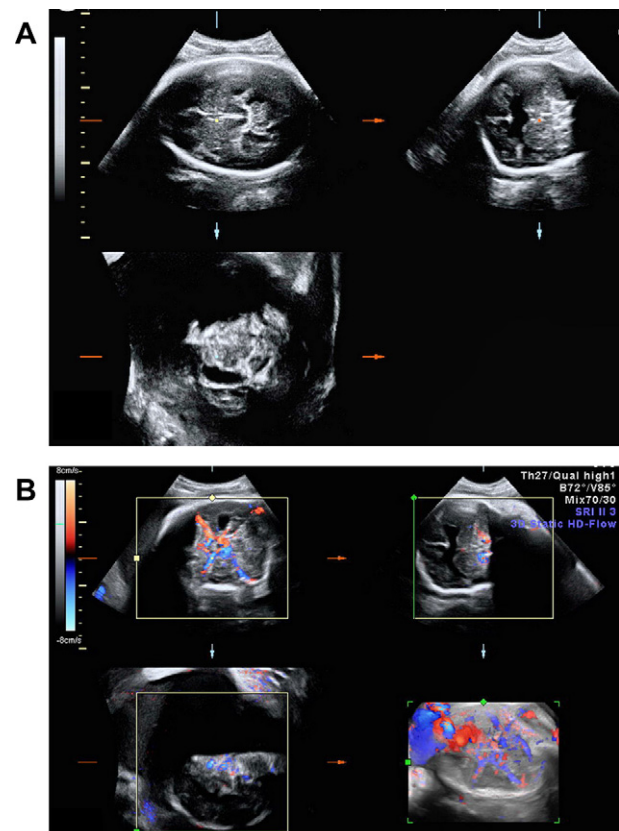 A
B
8cm/s
-8cm/s
Th27/Qual high1
B72°/V85°
Mix70/30
SRI II 3
3D Static HD-Flow